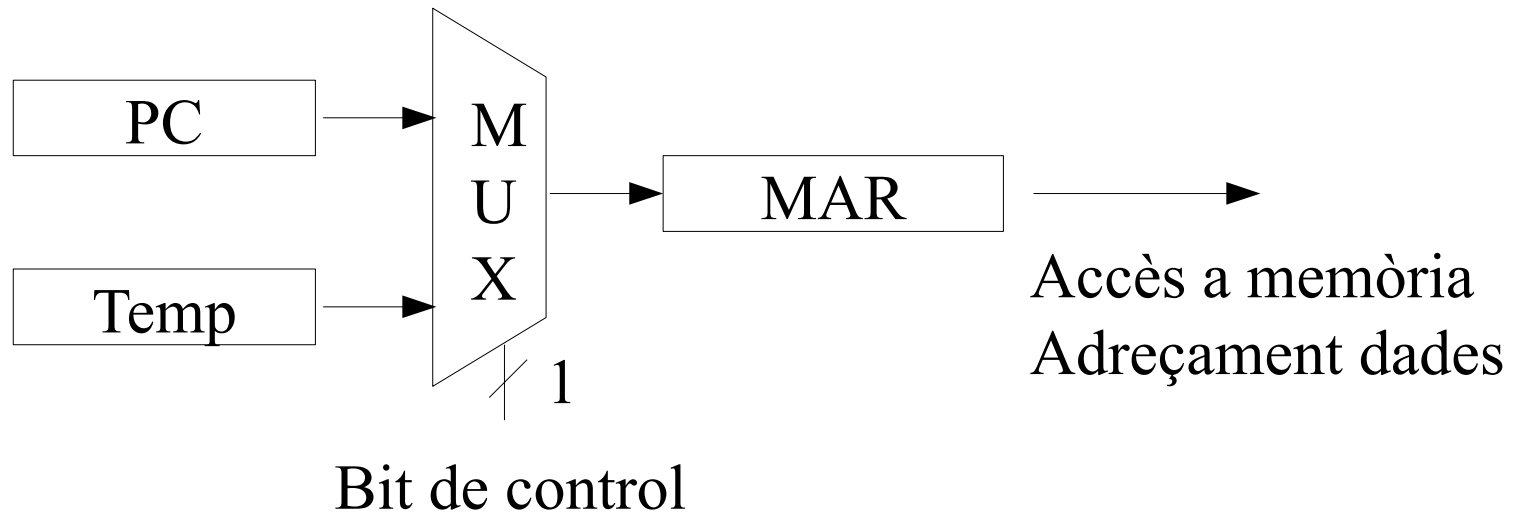 PC
Temp
M
U
X
1
Bit de control
MAR
Accès a memòria
Adreçament dades